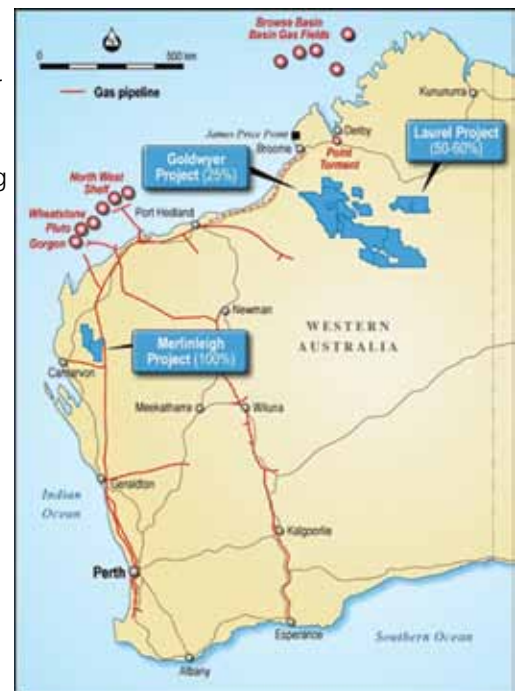 Browse Basin
Basin Gas Fields
0
500 km
Gas pipeline
Kununurra
James Price Point
Derby
Broome
Point
Torment
Laurel Project
(50-60%)
Goldwyer
Project (25%)
North West
Shelf
Wheatstone
Pluto
Gorgon
Port Hedland
Newman
WESTERN
AUSTRALIA
Merlinleigh
Project (100%)
Carnarvon
Meekatharra
Wiluna
Indian
Ocean
Geraldton
Kalgoorlie
Perth
Esperance
Southern Ocean
Albany